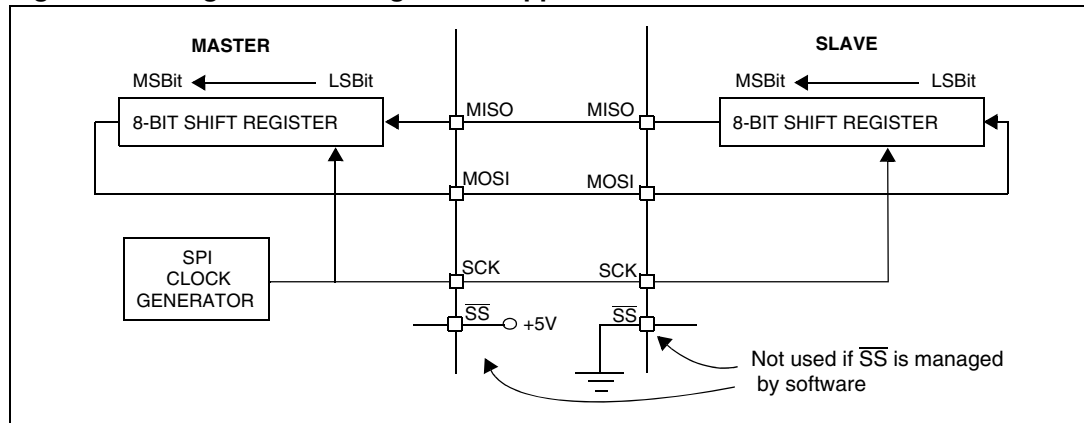 MASTER
SLAVE
MSBit
LSBit
MSBit
LSBit
8-BIT SHIFT REGISTER
MISO
MISO
8-BIT SHIFT REGISTER
MOSI
MOSI
SPI
CLOCK
GENERATOR
SCK
SCK
SS
+5V
SS
Not used if SS is managed
by software